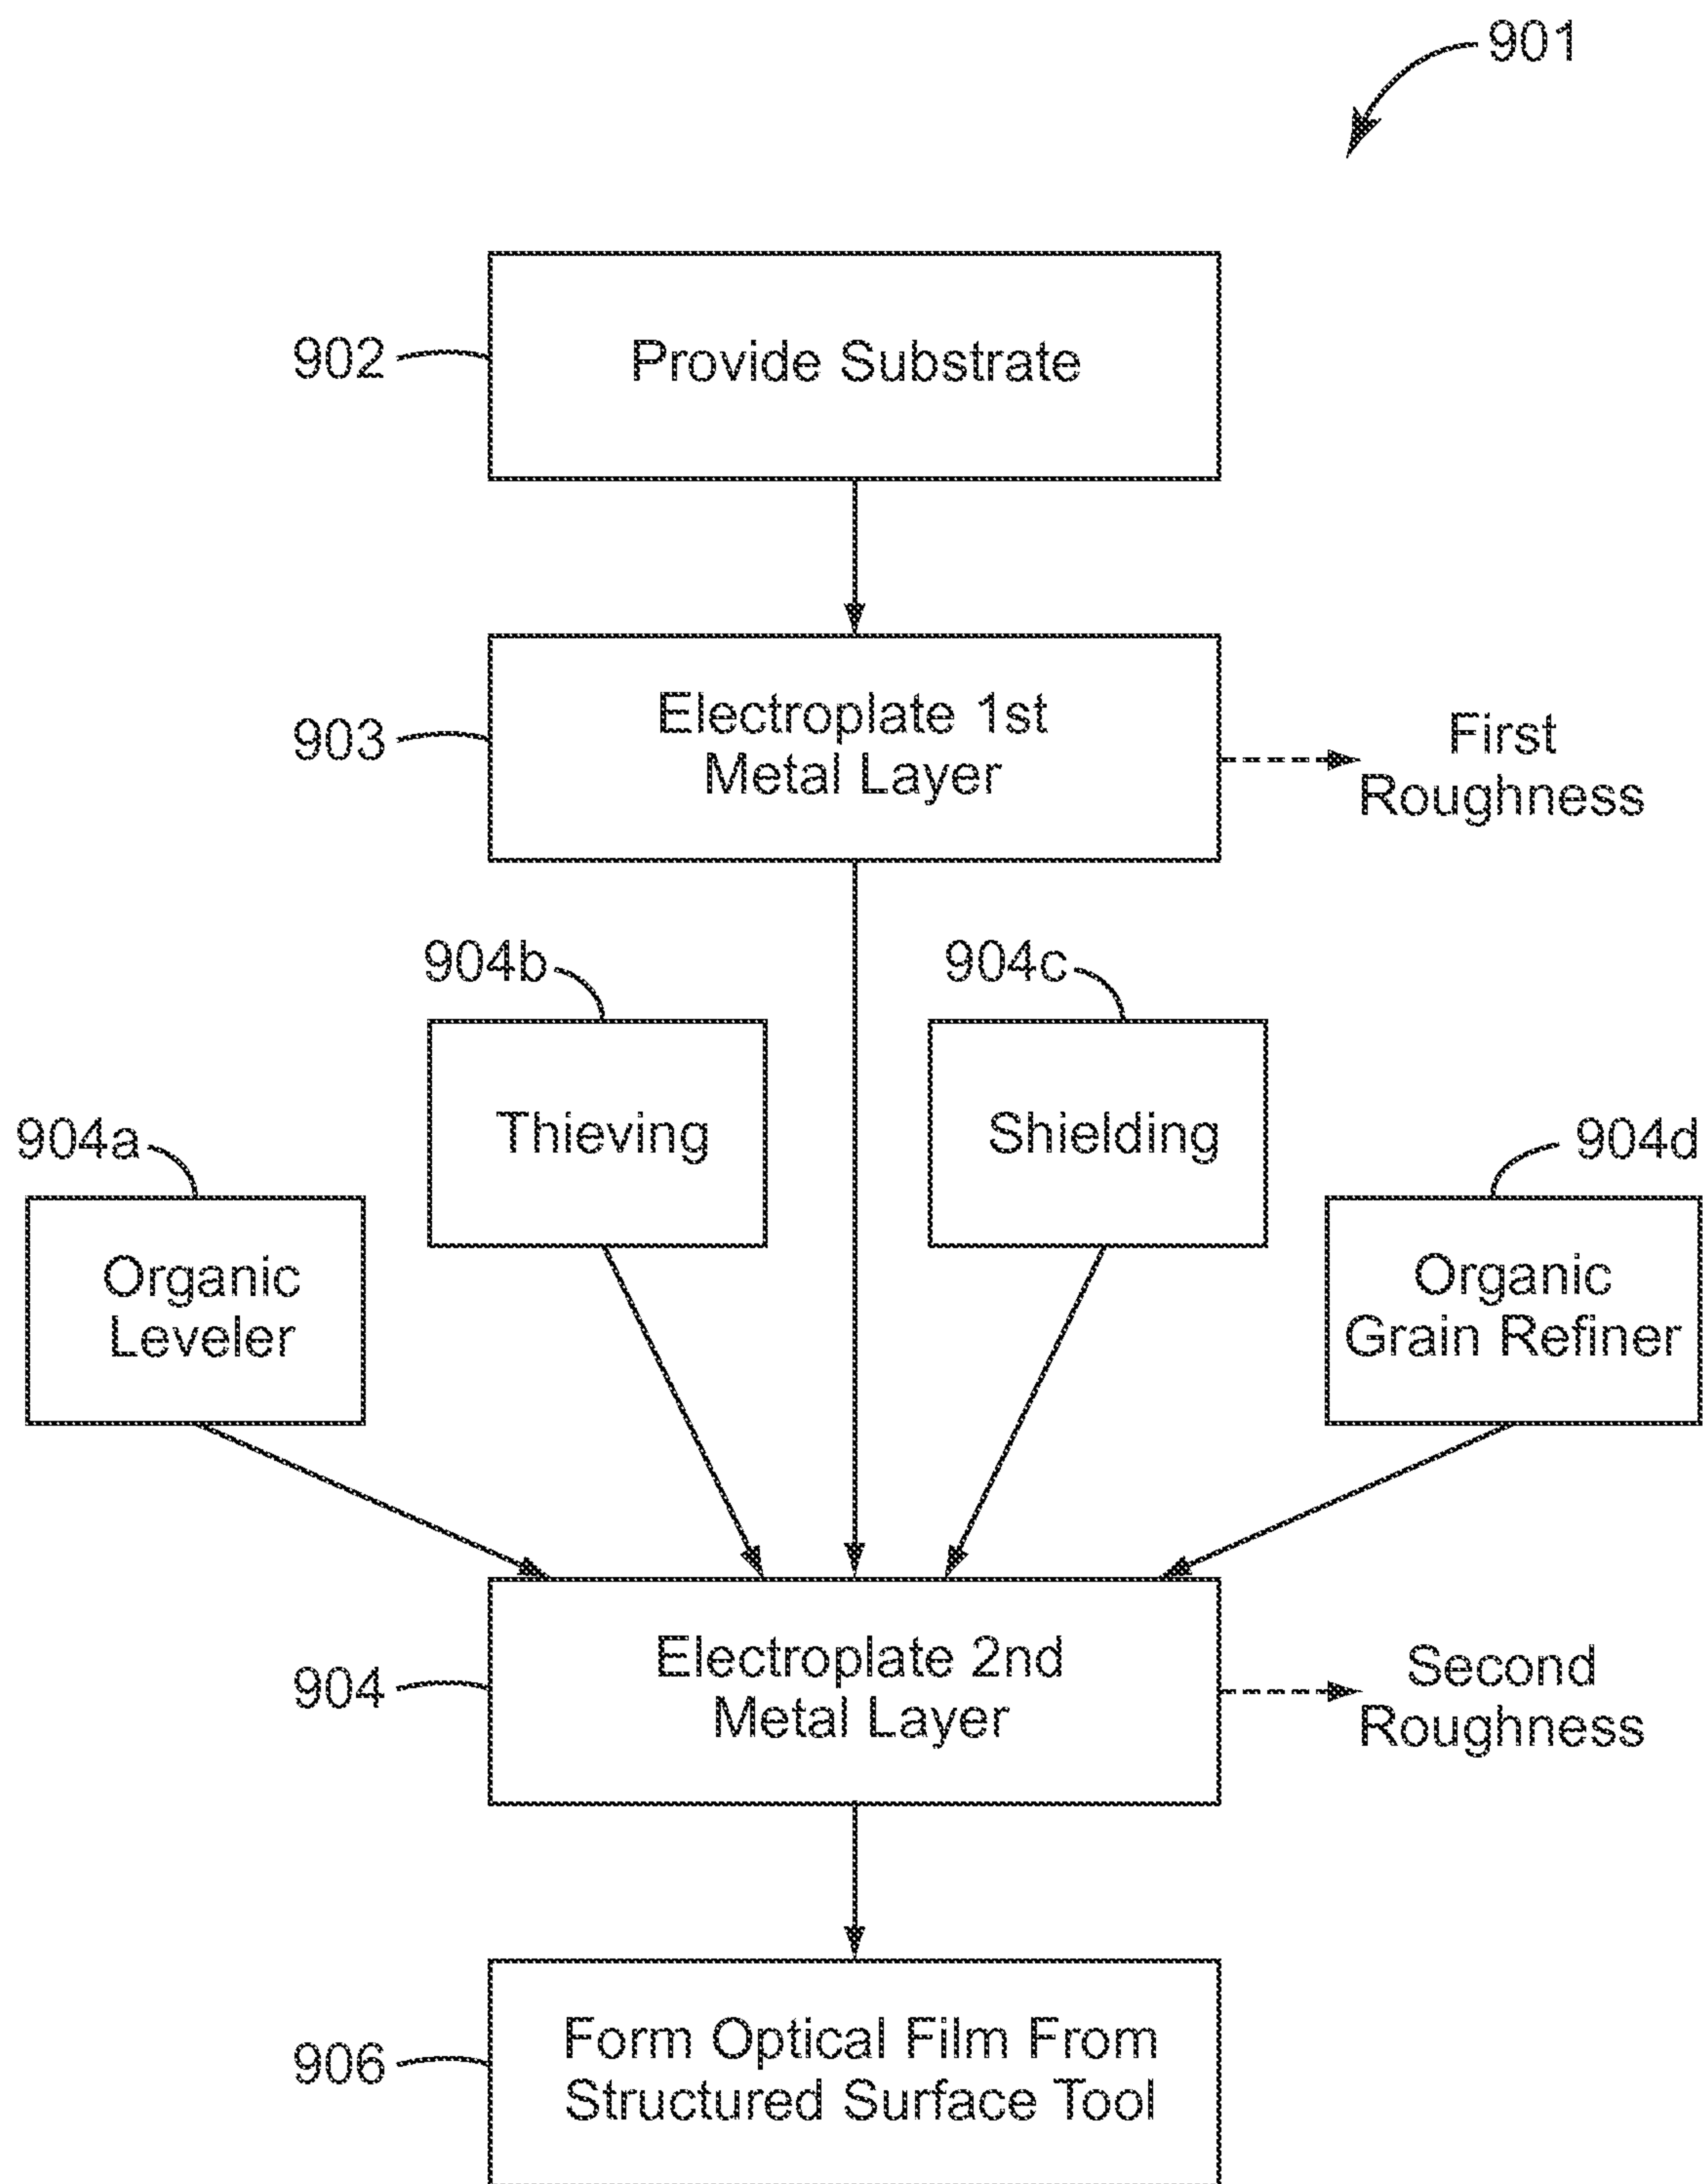 901
902
Provide Substrate
903
Electroplate 1st
Metal Layer
First
Roughness
904b
904c
Thieving
Shielding
904a
904d
Organic
Leveler
Organic
Grain Refiner
904
Electroplate 2nd
Metal Layer
Second
Roughness
906
Form Optical Film From
Structured Surface Tool